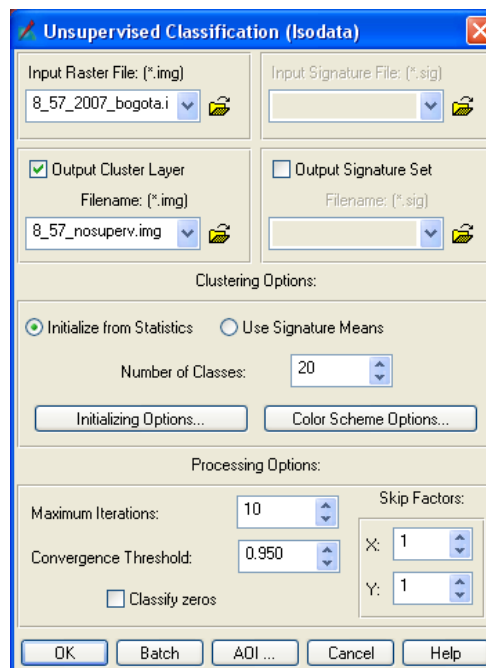 Unsupervised Classification (Isodata)
Input Raster File: (*.img)
Input Signature File: (*.sig)
8_57_2007_bogota.i
Output Cluster Layer
Output Signature Set
Filename: (*.img)
Filename: (*.sig)
8_57_nosuperv.img
Clustering Options:
Initialize from Statistics
Use Signature Means
Number of Classes:
20
Initializing Options...
Color Scheme Options...
Processing Options:
Maximum Iterations:
10
Skip Factors:
Convergence Threshold:
0.950
X:
1
Y:
1
Classify zeros
OK
Batch
AOI ...
Cancel
Help